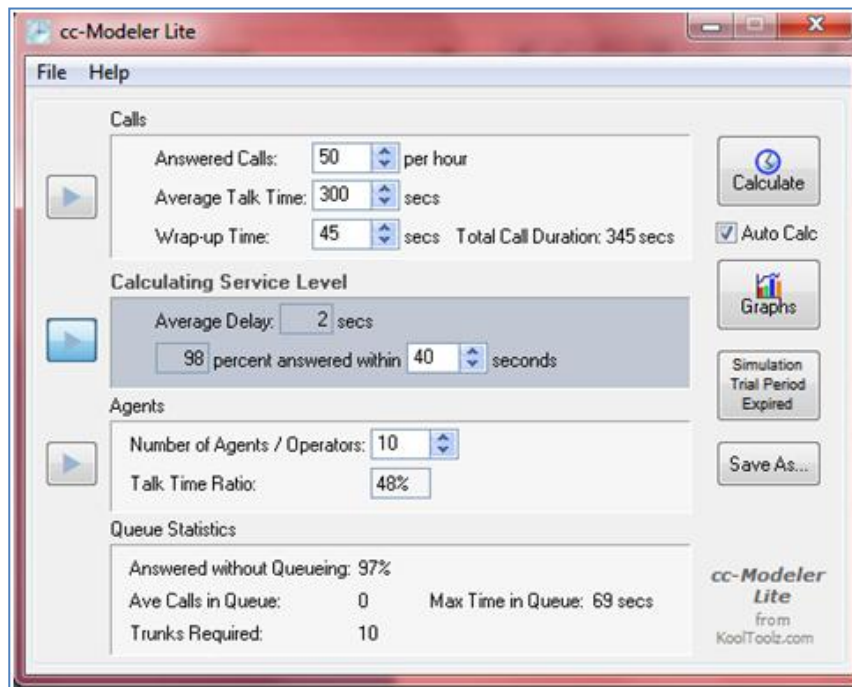 cc-Modeler Lite
File Help
Calls
Answered Calls: 50 per hour
Average Talk Time: 300 secs
Wrap-up Time: 45 secs Total Call Duration: 345 secs
Calculate
Auto Calc
Calculating Service Level
Average Delay: 2 secs
98 percent answered within 40 seconds
Graphs
Simulation
Trial Period
Expired
Agents
Number of Agents / Operators: 10
Talk Time Ratio: 48%
Save As...
Queue Statistics
Answered without Queueing: 97%
Ave Calls in Queue: 0 Max Time in Queue: 69 secs
Trunks Required: 10
cc-Modeler
Lite
from
KoolToolz.com